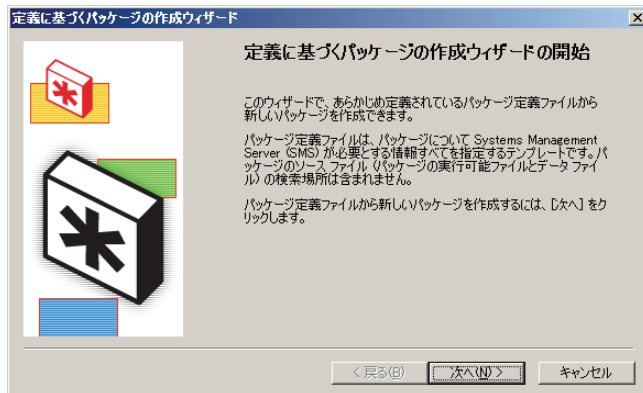 定義に基づくパッケージの作成ウィザード
定義に基づくパッケージの作成ウィザードの開始
このウィザードで、あらかじめ定義されているパッケージ定義ファイルから
新しいパッケージを作成できます。
パッケージ定義ファイルは、パッケージについて Systems Management
Server (SMS) が必要とする情報すべてを指定するテンプレートです。パ
ッケージのソース ファイル (パッケージの実行可能ファイルとデータ ファイ
ル) の検索場所は含まれません。
パッケージ定義ファイルから新しいパッケージを作成するには、[次へ] をク
リックします。
< 戻る(B)
次へ(N) >
キャンセル